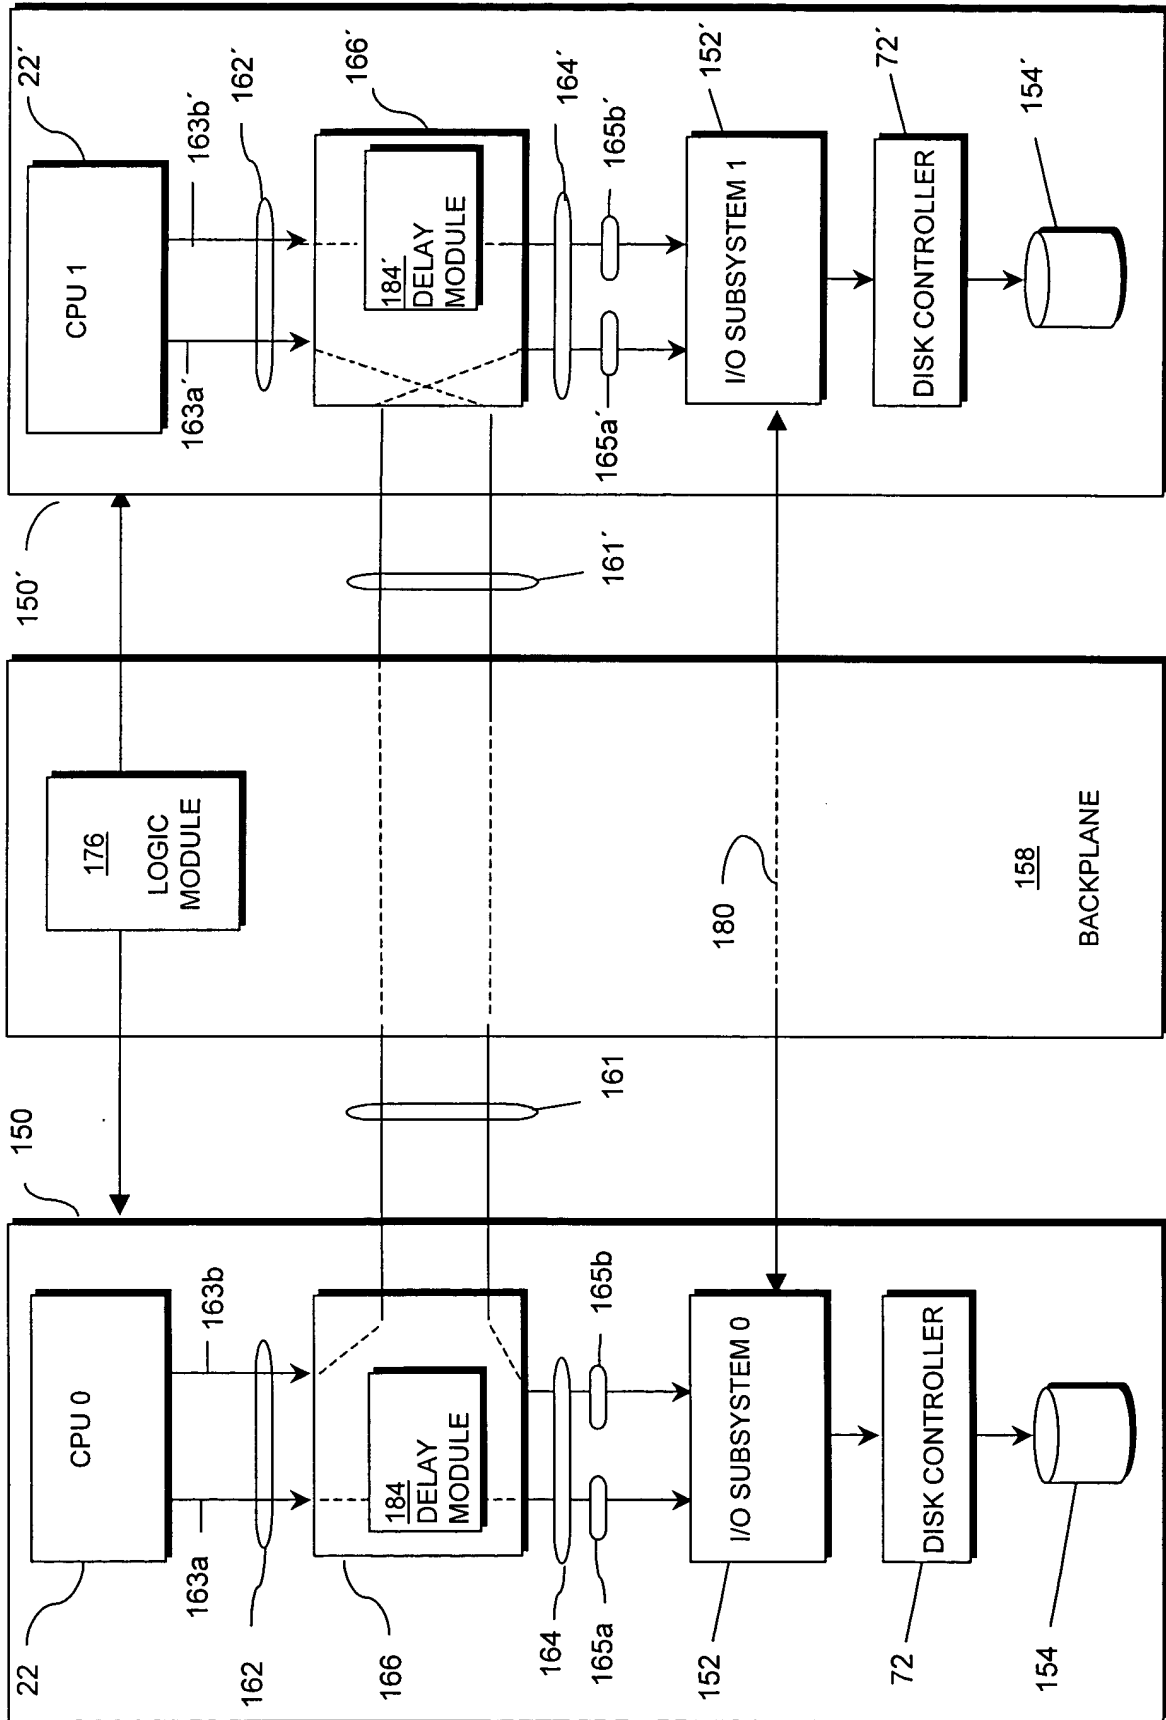 22
CPU 0
163a
163b
162
166
184
DELAY
MODULE
164
165a
165b
152
I/O SUBSYSTEM 0
72
DISK CONTROLLER
154
150
161
176
LOGIC
MODULE
180
158
BACKPLANE
150´
161´
22´
CPU 1
163a´
163b´
162´
166´
184´
DELAY
MODULE
164´
165a´
165b´
152´
I/O SUBSYSTEM 1
72´
DISK CONTROLLER
154´